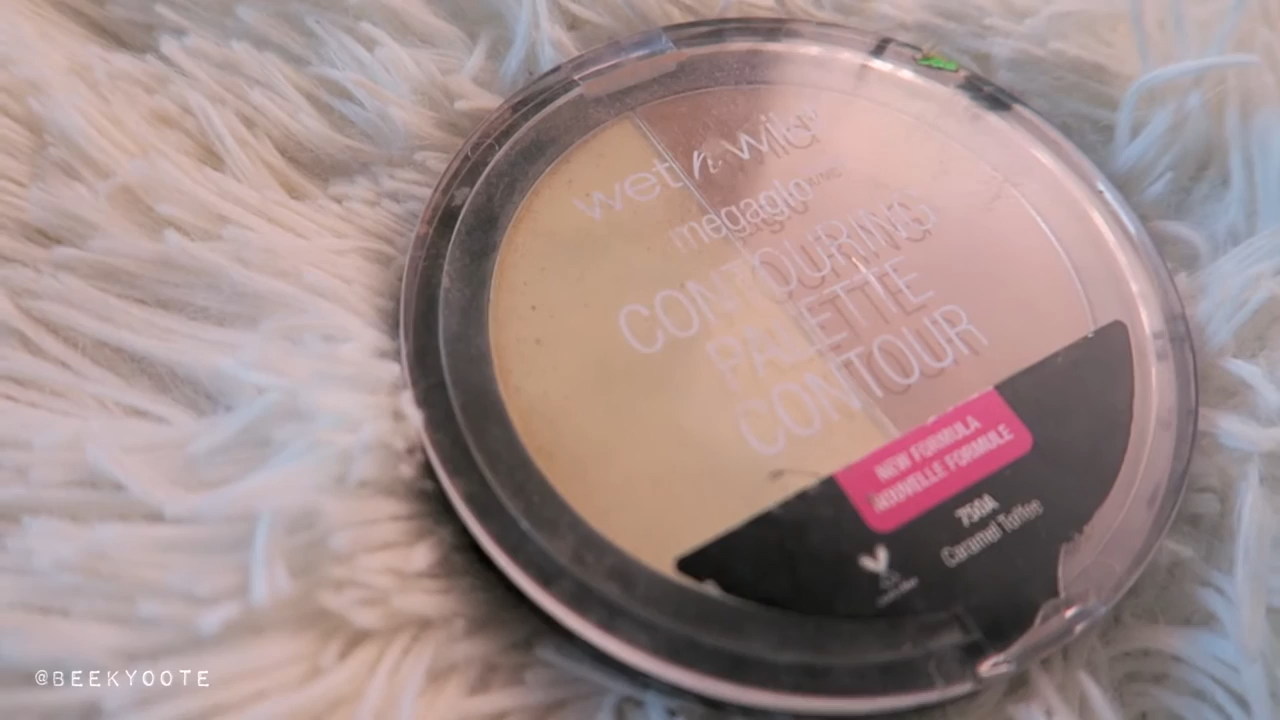 wet n wild
megaglo
CONTOURING
PALETTE
CONTOUR
NEW FORMULA
NOUVELLE FORMULE
750A
Caramel Toffee
@BEEKYOOTE